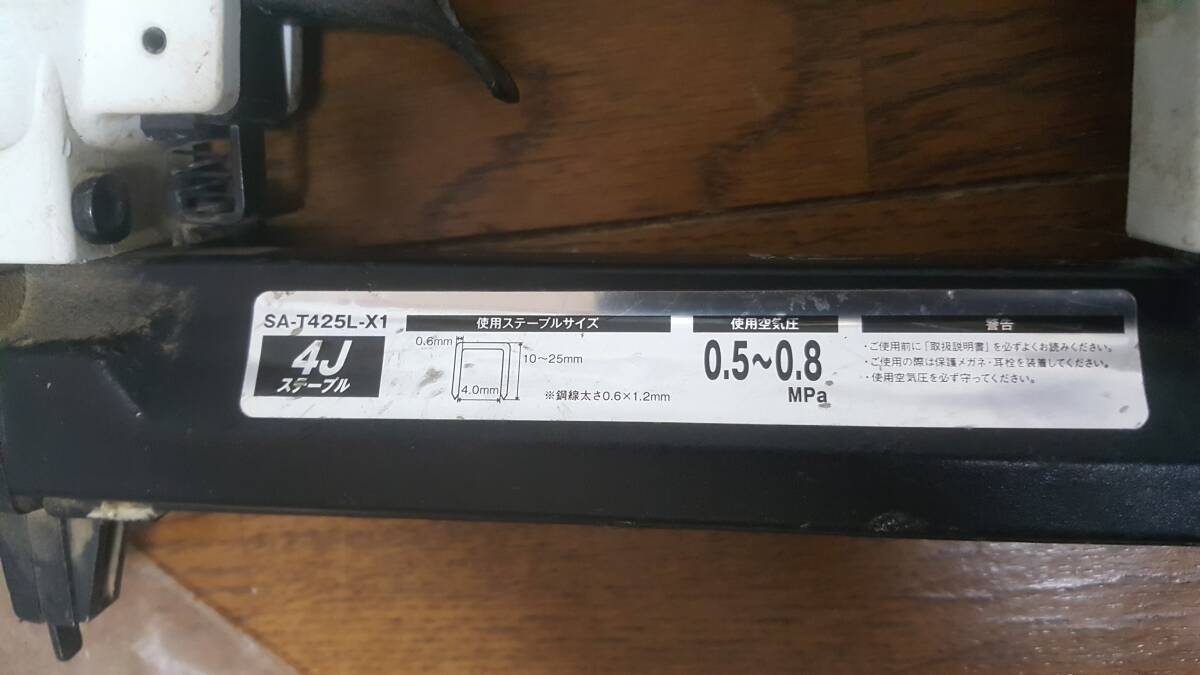 SA-T425L-X1
4J
ステープル
使用ステープルサイズ
0.6mm
10〜25mm
4.0mm
※鋼線太さ0.6×1.2mm
使用空気圧
0.5〜0.8
MPa
警告
・ご使用前に「取扱説明書」を必ずよくお読みください。
・ご使用の際は保護メガネ・耳栓を装着してください。
・使用空気圧を必ず守ってください。